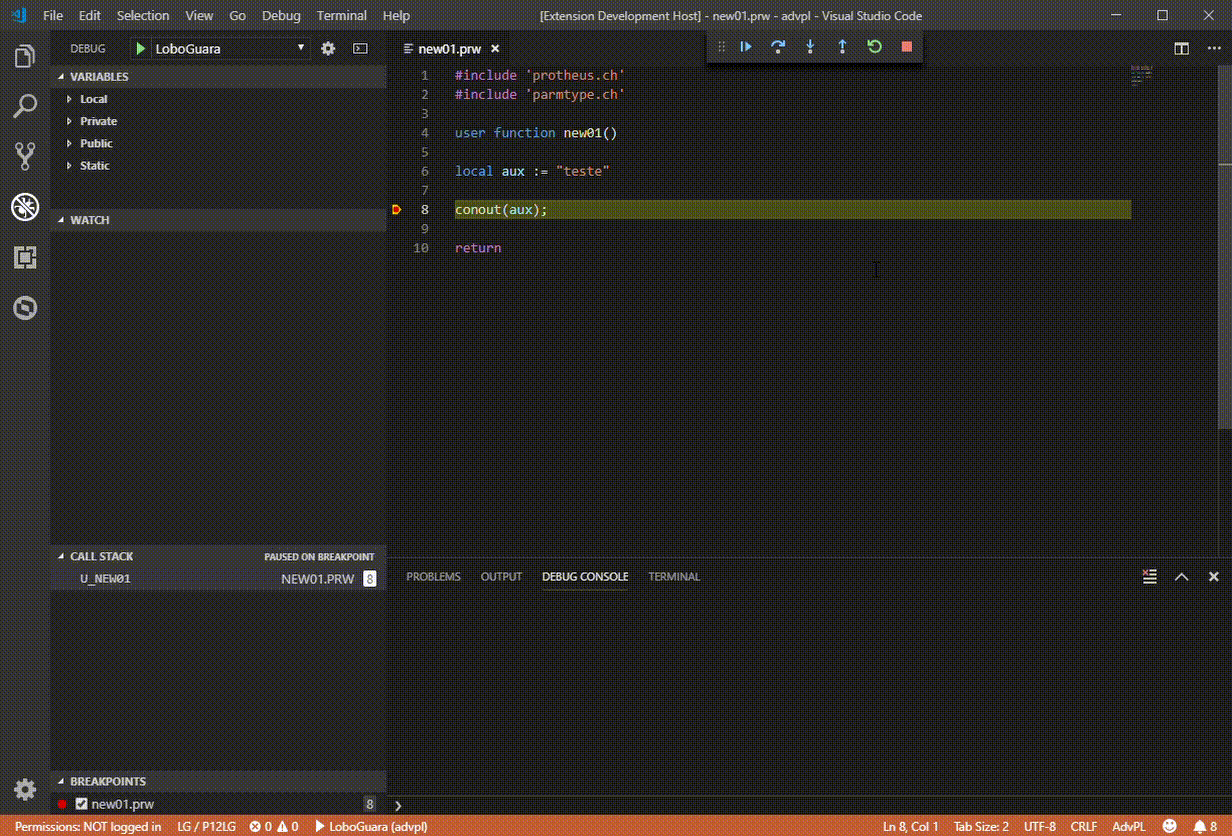 File Edit Selection View Go Debug Terminal Help [Extension Development Host] - new01.prw - advpl - Visual Studio Code
DEBUG LoboGuara
VARIABLES
Local
Private
Public
Static
WATCH
CALL STACK PAUSED ON BREAKPOINT
U_NEW01 NEW01.PRW 8
BREAKPOINTS
new01.prw 8
new01.prw
1 #include 'protheus.ch'
2 #include 'parmtype.ch'
3
4 user function new01()
5
6 local aux := "teste"
7
8 conout(aux);
9
10 return
PROBLEMS OUTPUT DEBUG CONSOLE TERMINAL
Permissions: NOT logged in LG / P12LG 0 0 LoboGuara (advpl) Ln 8, Col 1 Tab Size: 2 UTF-8 CRLF AdvPL 8